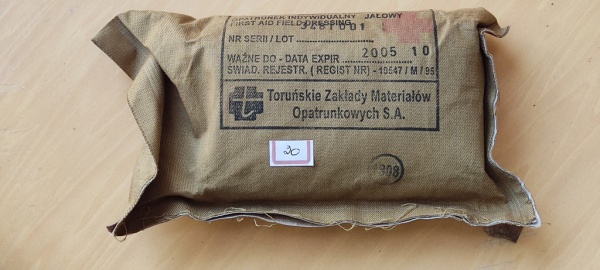 OPATRUNEK INDYWIDUALNY JAŁOWY
FIRST AID FIELD DRESSING
NR SERII / LOT
WAŻNE DO - DATA EXPIR 2005 10
ŚWIAD. REJESTR. ( REGIST NR) - 10547 / M / 95
Toruńskie Zakłady Materiałów
Opatrunkowych S.A.
20